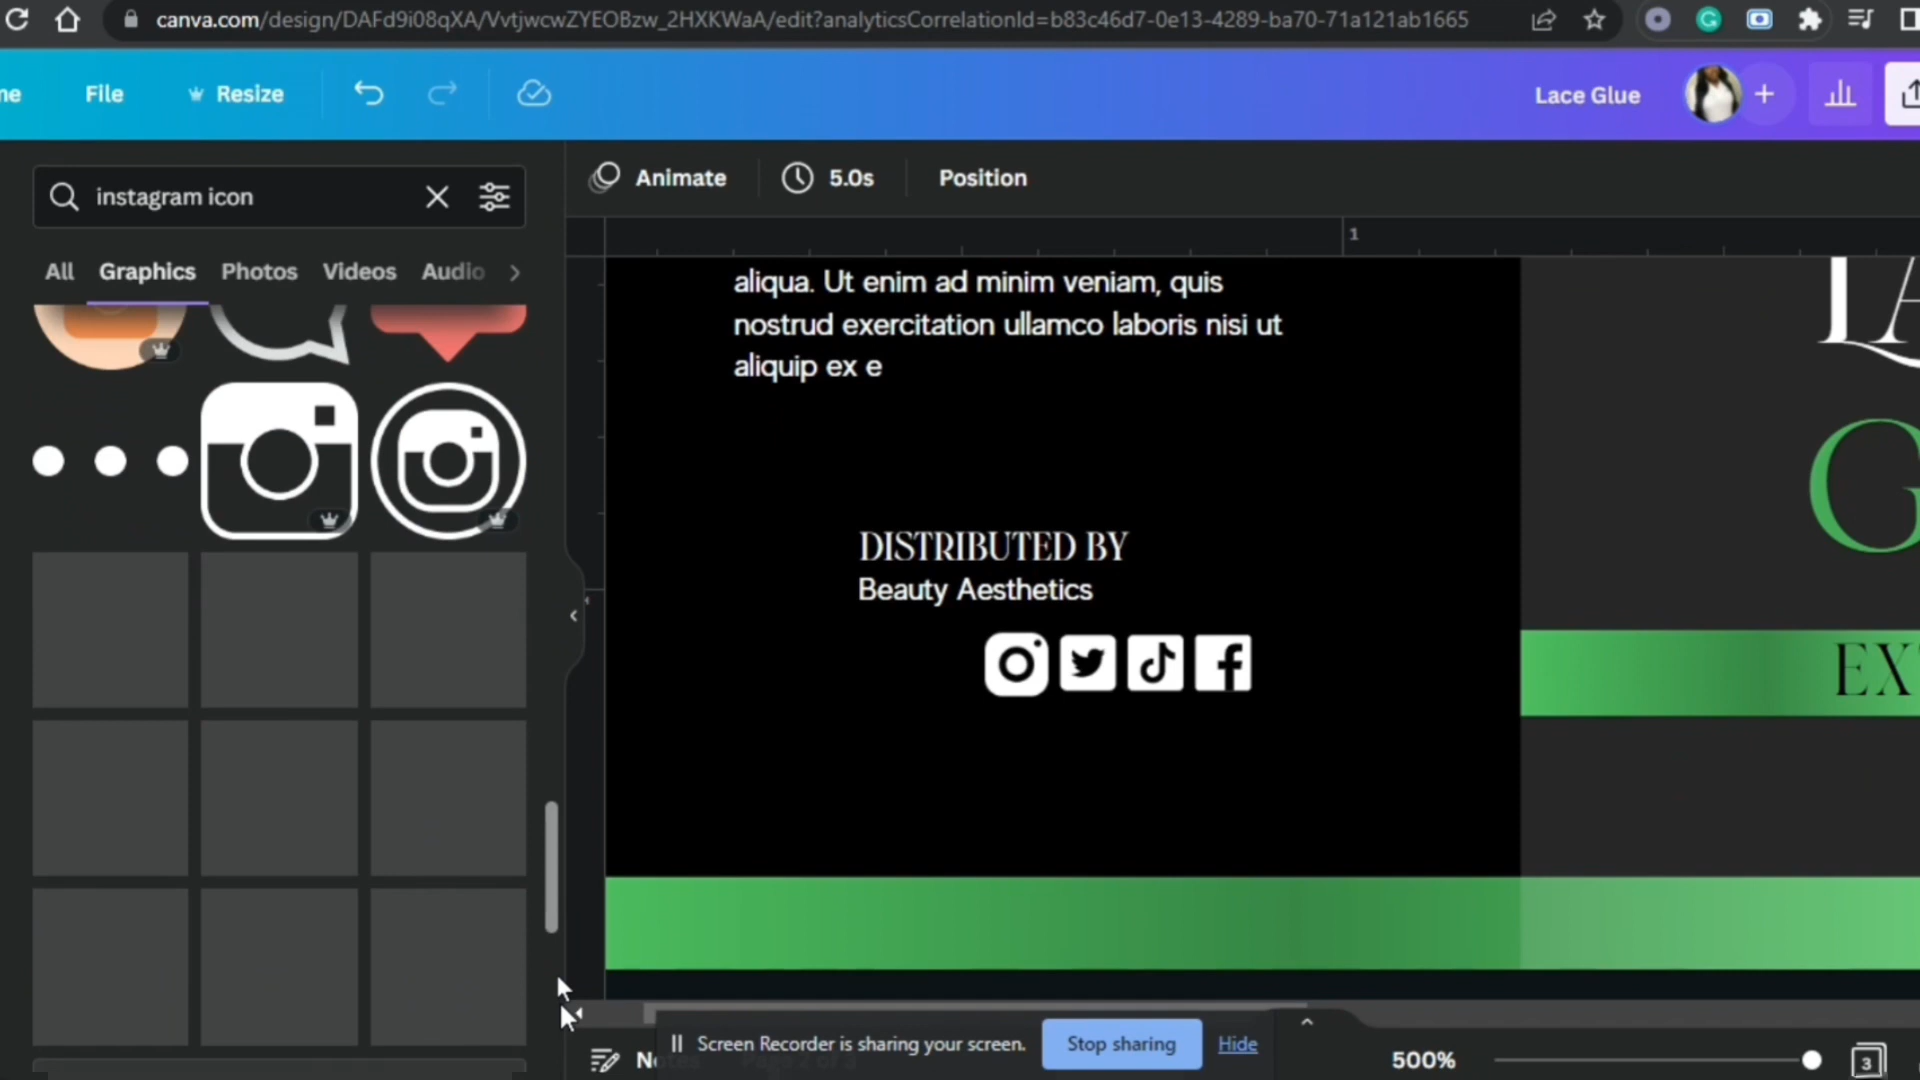 canva.com/design/DAFd9i08qXA/VvtjwcwZYEOBzw_2HXKWaA/edit?analyticsCorrelationId=b83c46d7-0e13-4289-ba70-71a121ab1665
File
Resize
Lace Glue
instagram icon
Animate
5.0s
Position
All
Graphics
Photos
Videos
Audio
1
aliqua. Ut enim ad minim veniam, quis
nostrud exercitation ullamco laboris nisi ut
aliquip ex e
DISTRIBUTED BY
Beauty Aesthetics
LA
G
EX
Screen Recorder is sharing your screen.
Stop sharing
Hide
500%
3